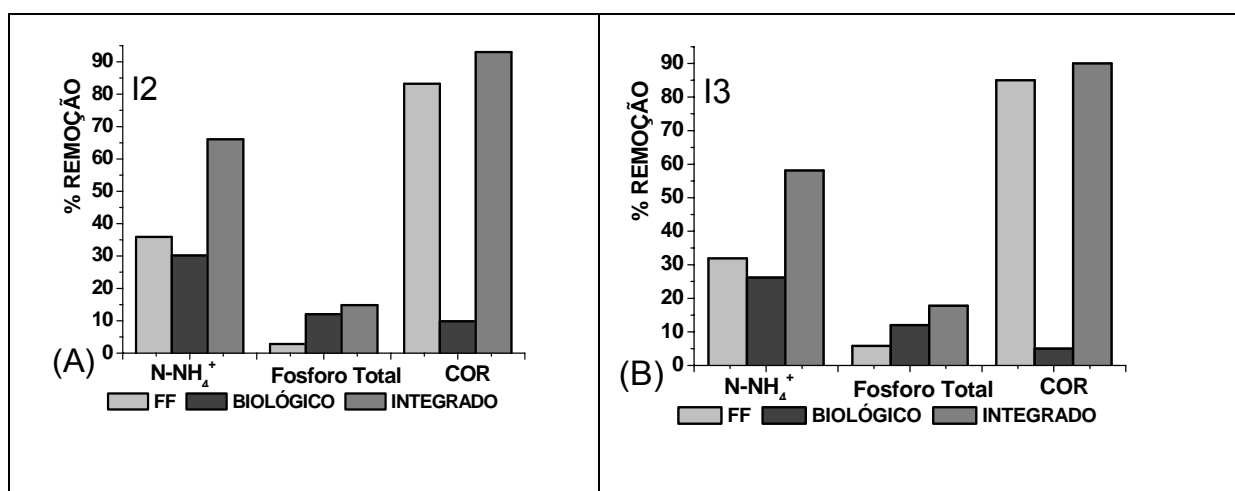 I2
% REMOÇÃO
90
80
70
60
50
40
30
20
10
0
(A)
N-NH₄⁺ Fosforo Total COR
FF BIOLÓGICO INTEGRADO
I3
% REMOÇÃO
90
80
70
60
50
40
30
20
10
0
(B)
N-NH₄⁺ Fosforo Total COR
FF BIOLÓGICO INTEGRADO